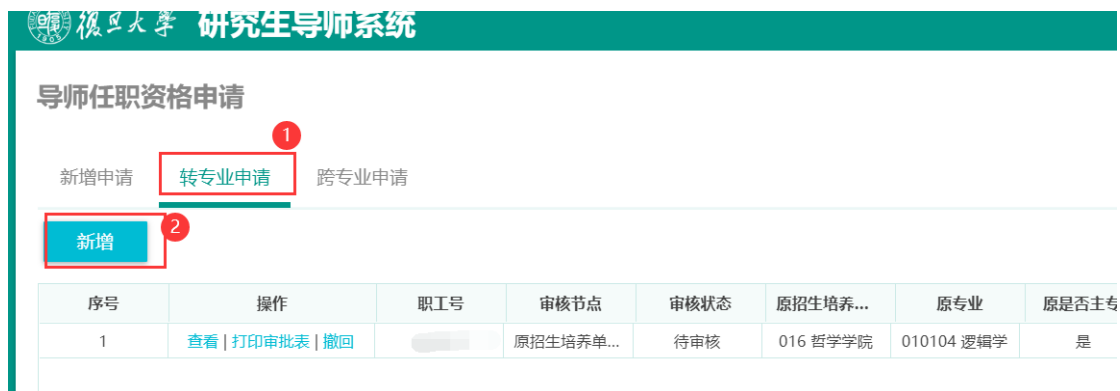 復旦大學 研究生导师系统
导师任职资格申请
1
新增申请 转专业申请 跨专业申请
新增 2
序号 操作 职工号 审核节点 审核状态 原招生培养... 原专业 原是否主专
1 查看 | 打印审批表 | 撤回 原招生培养单... 待审核 016 哲学学院 010104 逻辑学 是